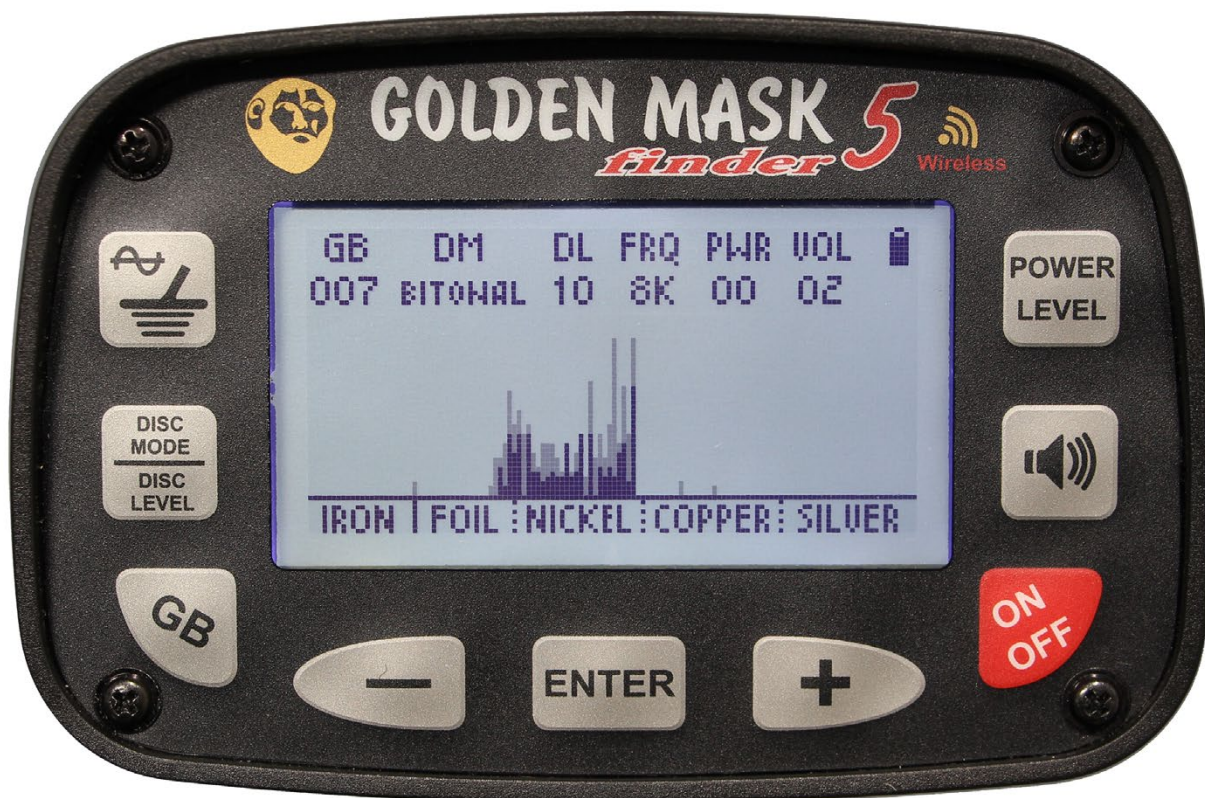 GOLDEN MASK 5
finder
Wireless
GB DM DL FRQ PWR VOL
007 BITONAL 10 8K 00 02
IRON FOIL NICKEL COPPER SILVER
POWER
LEVEL
DISC
MODE
DISC
LEVEL
GB
ENTER
ON
OFF